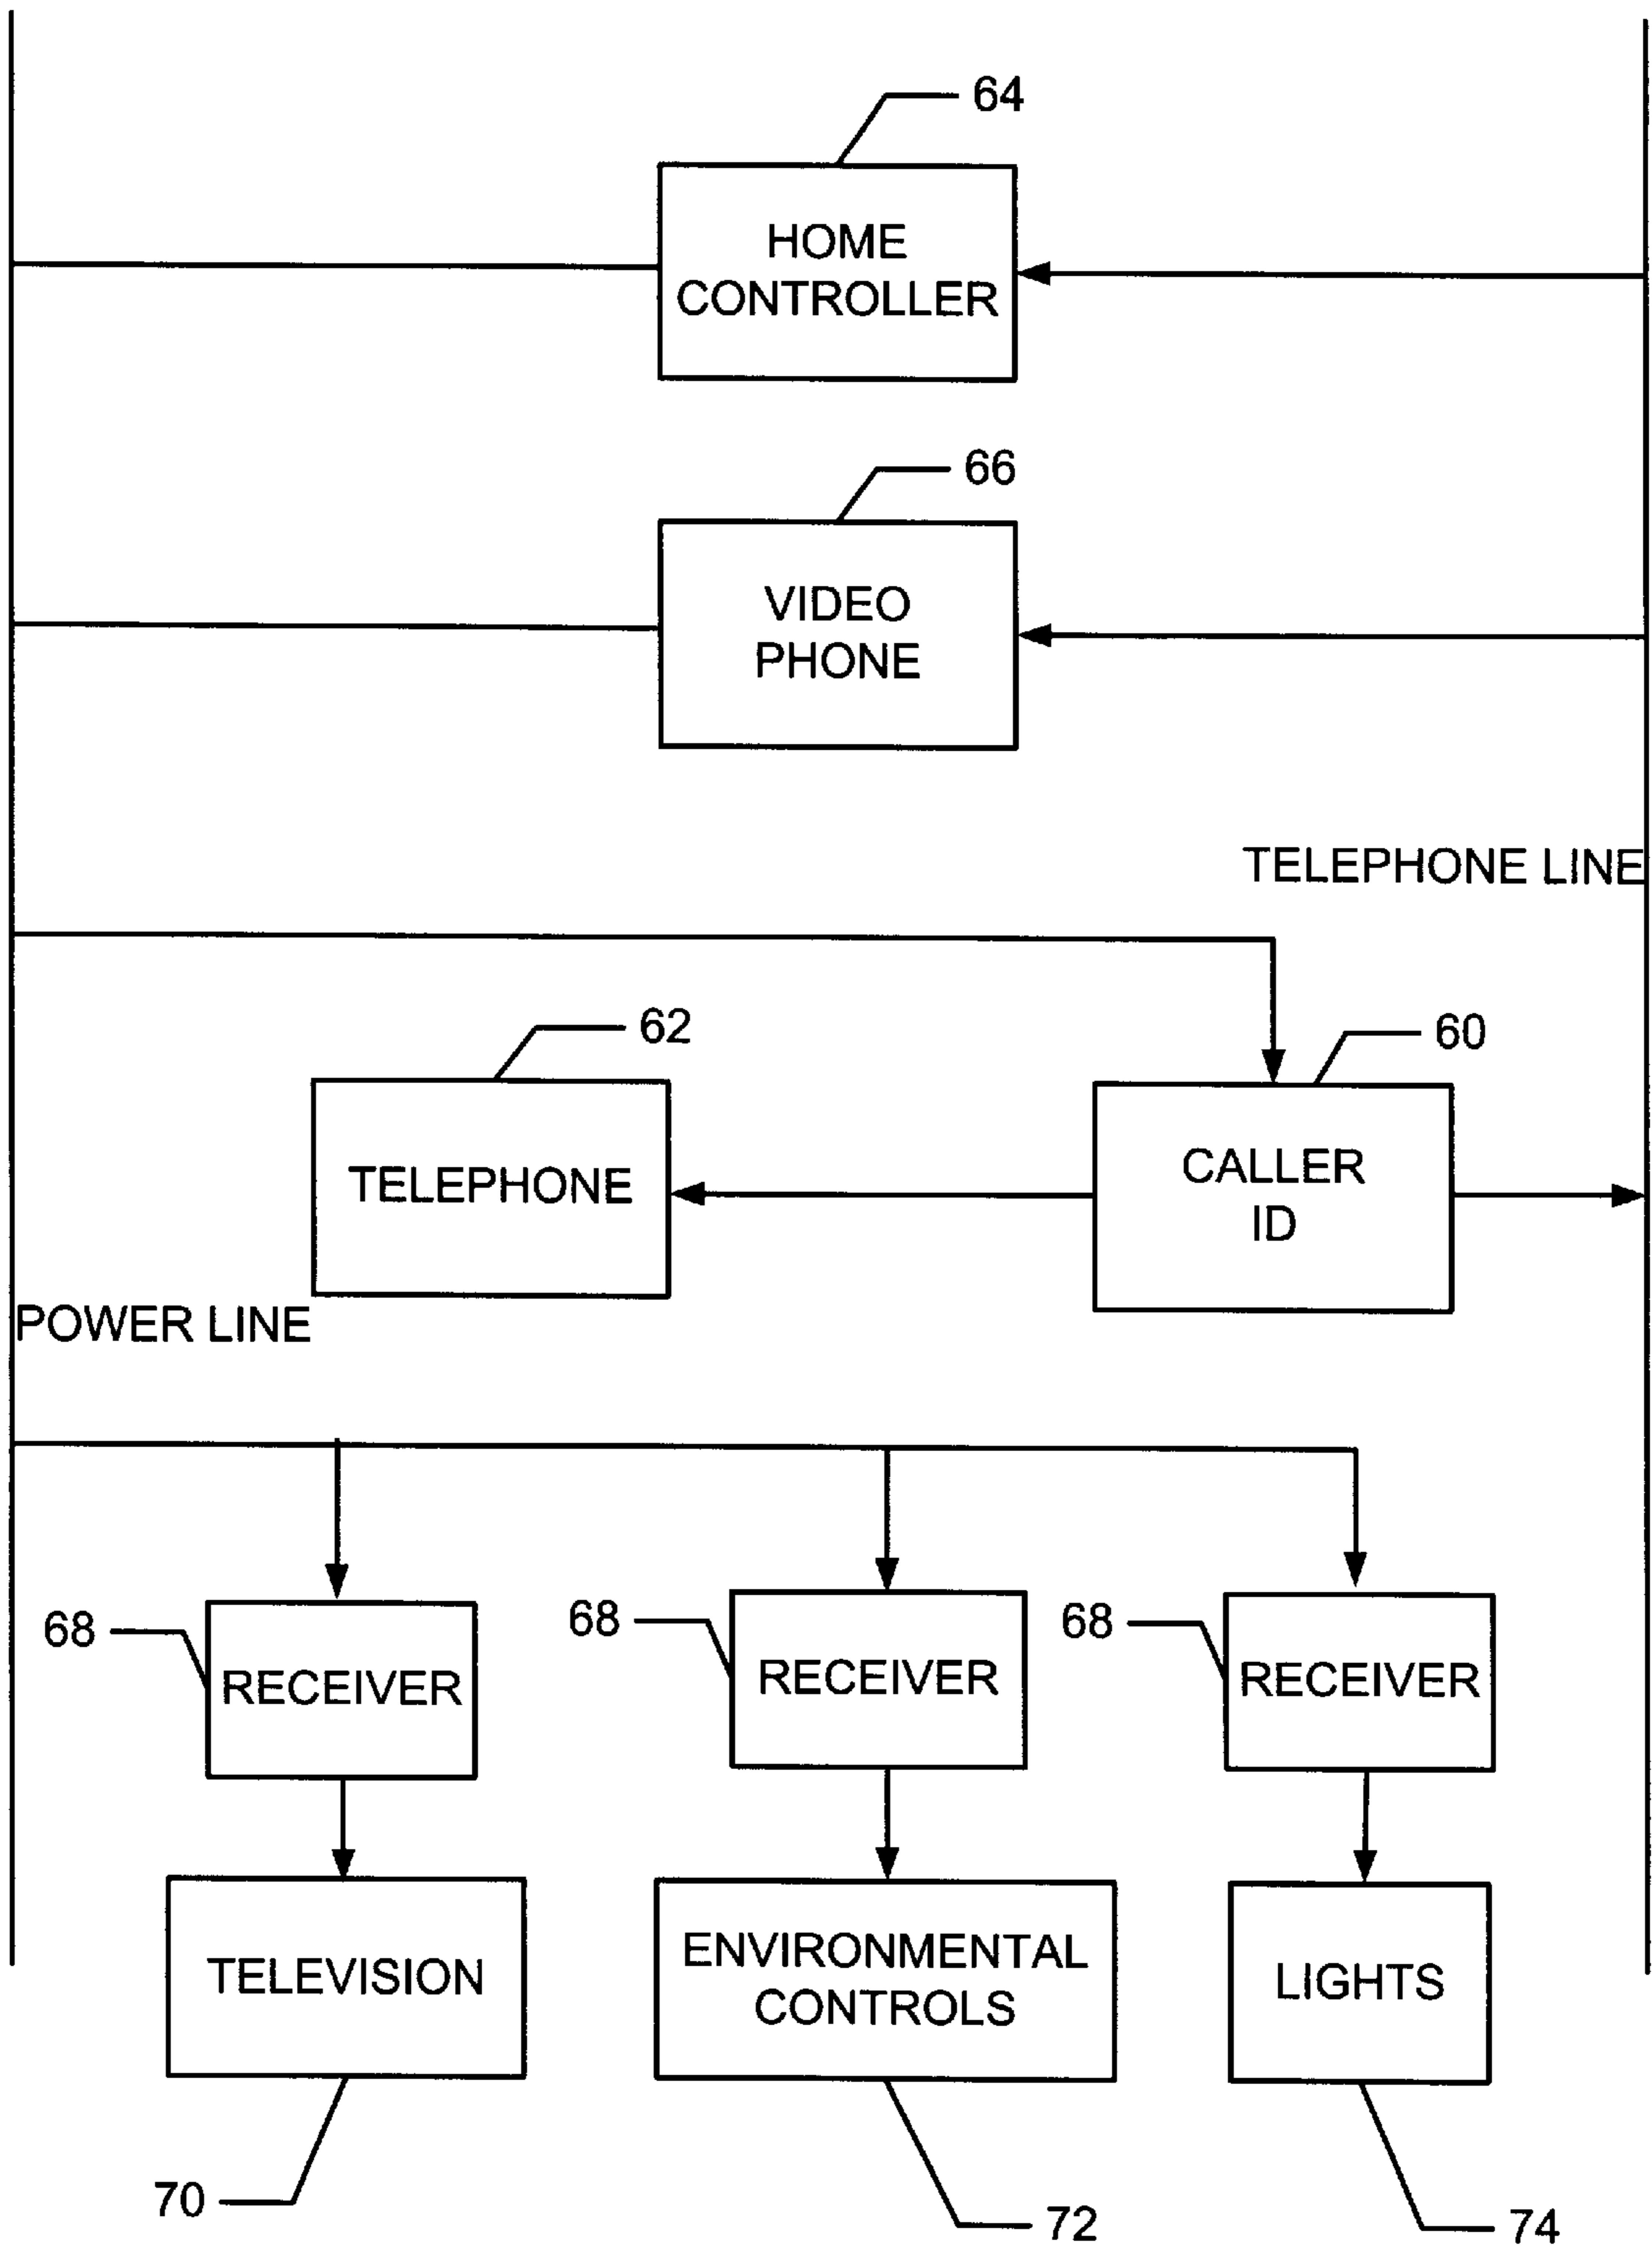 64
HOME
CONTROLLER
66
VIDEO
PHONE
TELEPHONE LINE
62
60
TELEPHONE
CALLER
ID
POWER LINE
68
RECEIVER
68
RECEIVER
68
RECEIVER
TELEVISION
ENVIRONMENTAL
CONTROLS
LIGHTS
70
72
74